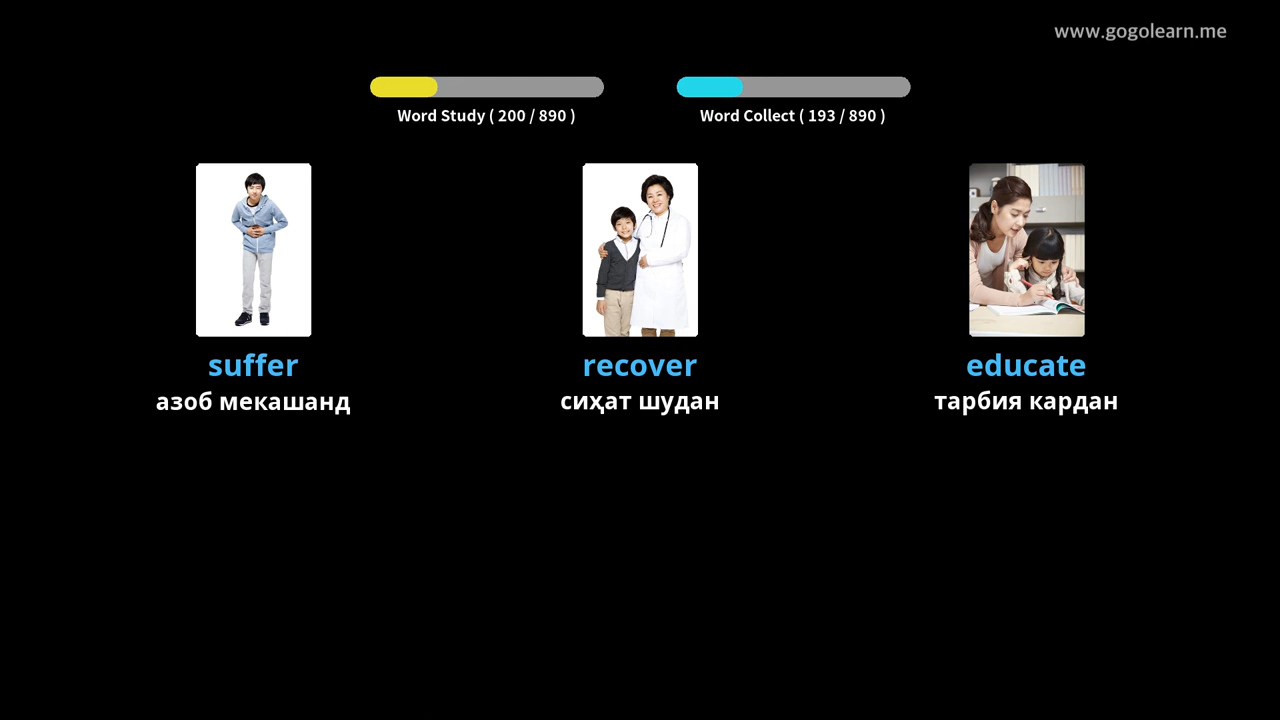 www.gogolearn.me
Word Study ( 200 / 890 )
Word Collect ( 193 / 890 )
suffer
азоб мекашанд
recover
сиҳат шудан
educate
тарбия кардан